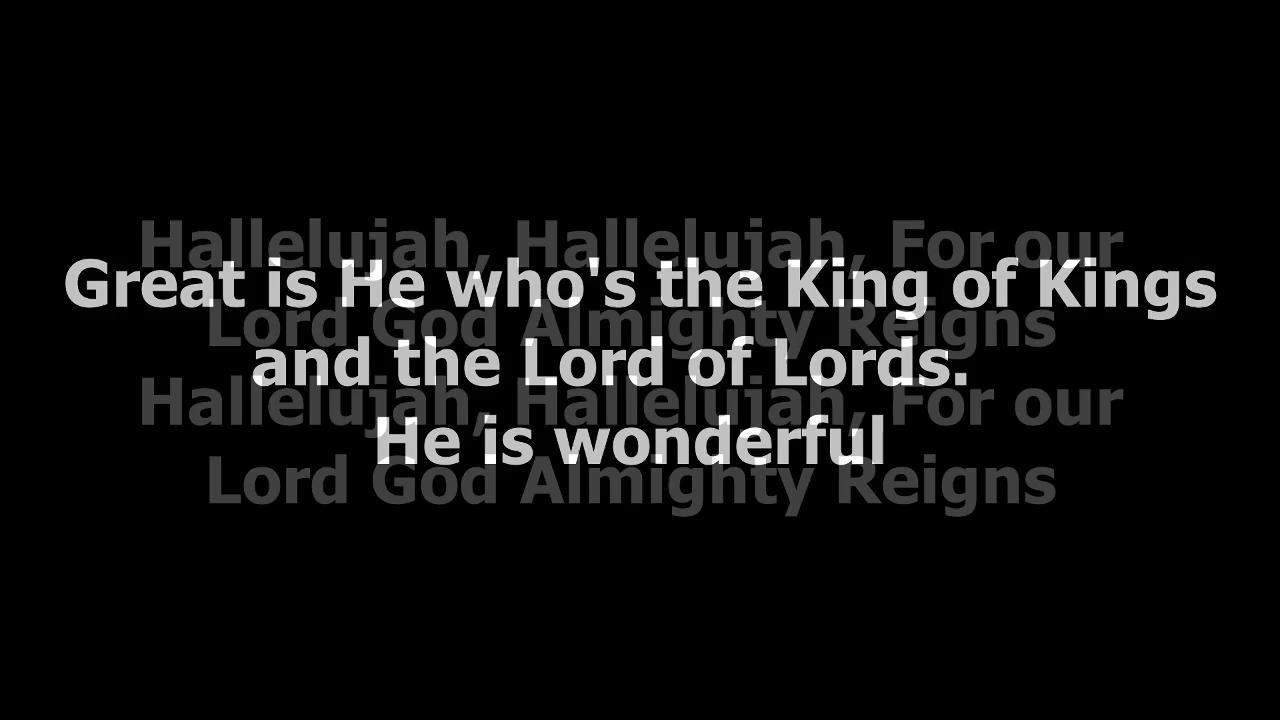 Hallelujah, Hallelujah, For our
Great is He who's the King of Kings
Lord God Almighty Reigns
and the Lord of Lords.
Hallelujah, Hallelujah, For our
He is wonderful
Lord God Almighty Reigns